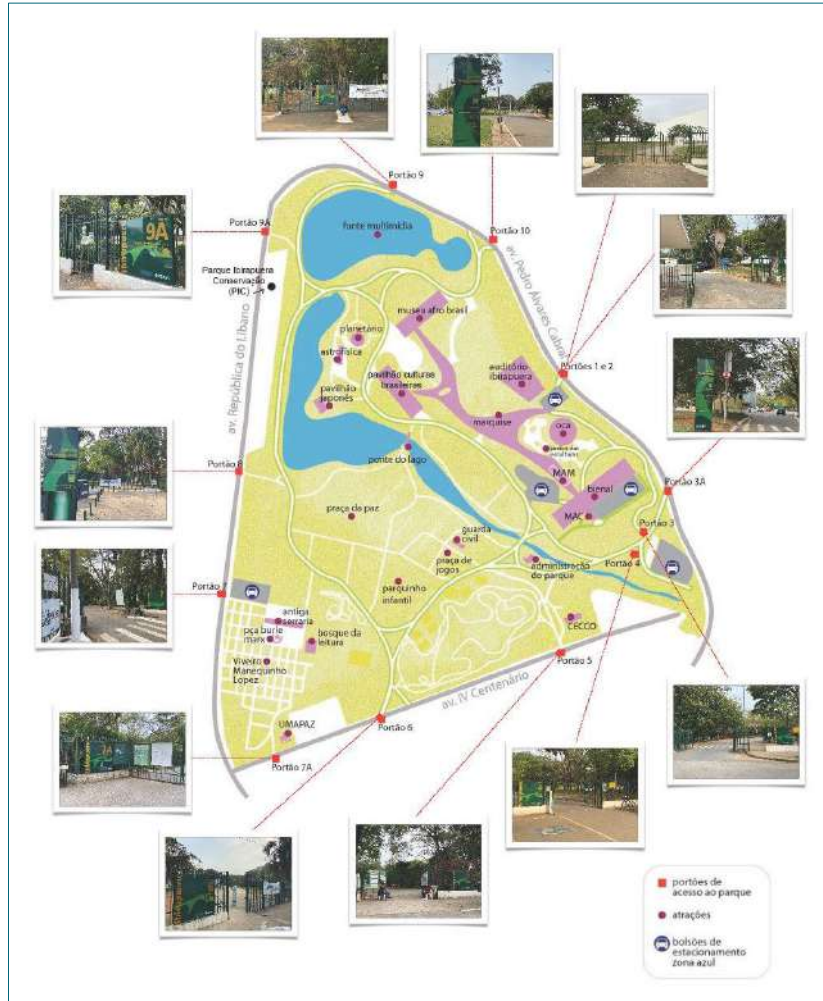 Portão 9
Portão 9A
9A
Portão 10
av. Pedro Álvares Cabral
fonte multimídia
Parque Ibirapuera
Conservação
(PIC)
av. República do Líbano
museu afro brasil
planetário
astrofísica
pavilhão
japonês
pavilhão culturas
brasileiras
auditório
ibirapuera
Portões 1 e 2
marquise
oca
ponte do lago
MAM
bienal
MAC
Portão 3A
Portão 3
Portão 4
Portão 8
praça da paz
guarda
civil
praça de
jogos
administração
do parque
parquinho
infantil
Portão 7
antiga
serraria
pça burle
marx
bosque da
leitura
Viveiro
Manequinho
Lopez
CECCO
Portão 5
av. IV Centenário
UMAPAZ
Portão 6
Portão 7A
portões de
acesso ao parque
atrações
bolsões de
estacionamento
zona azul